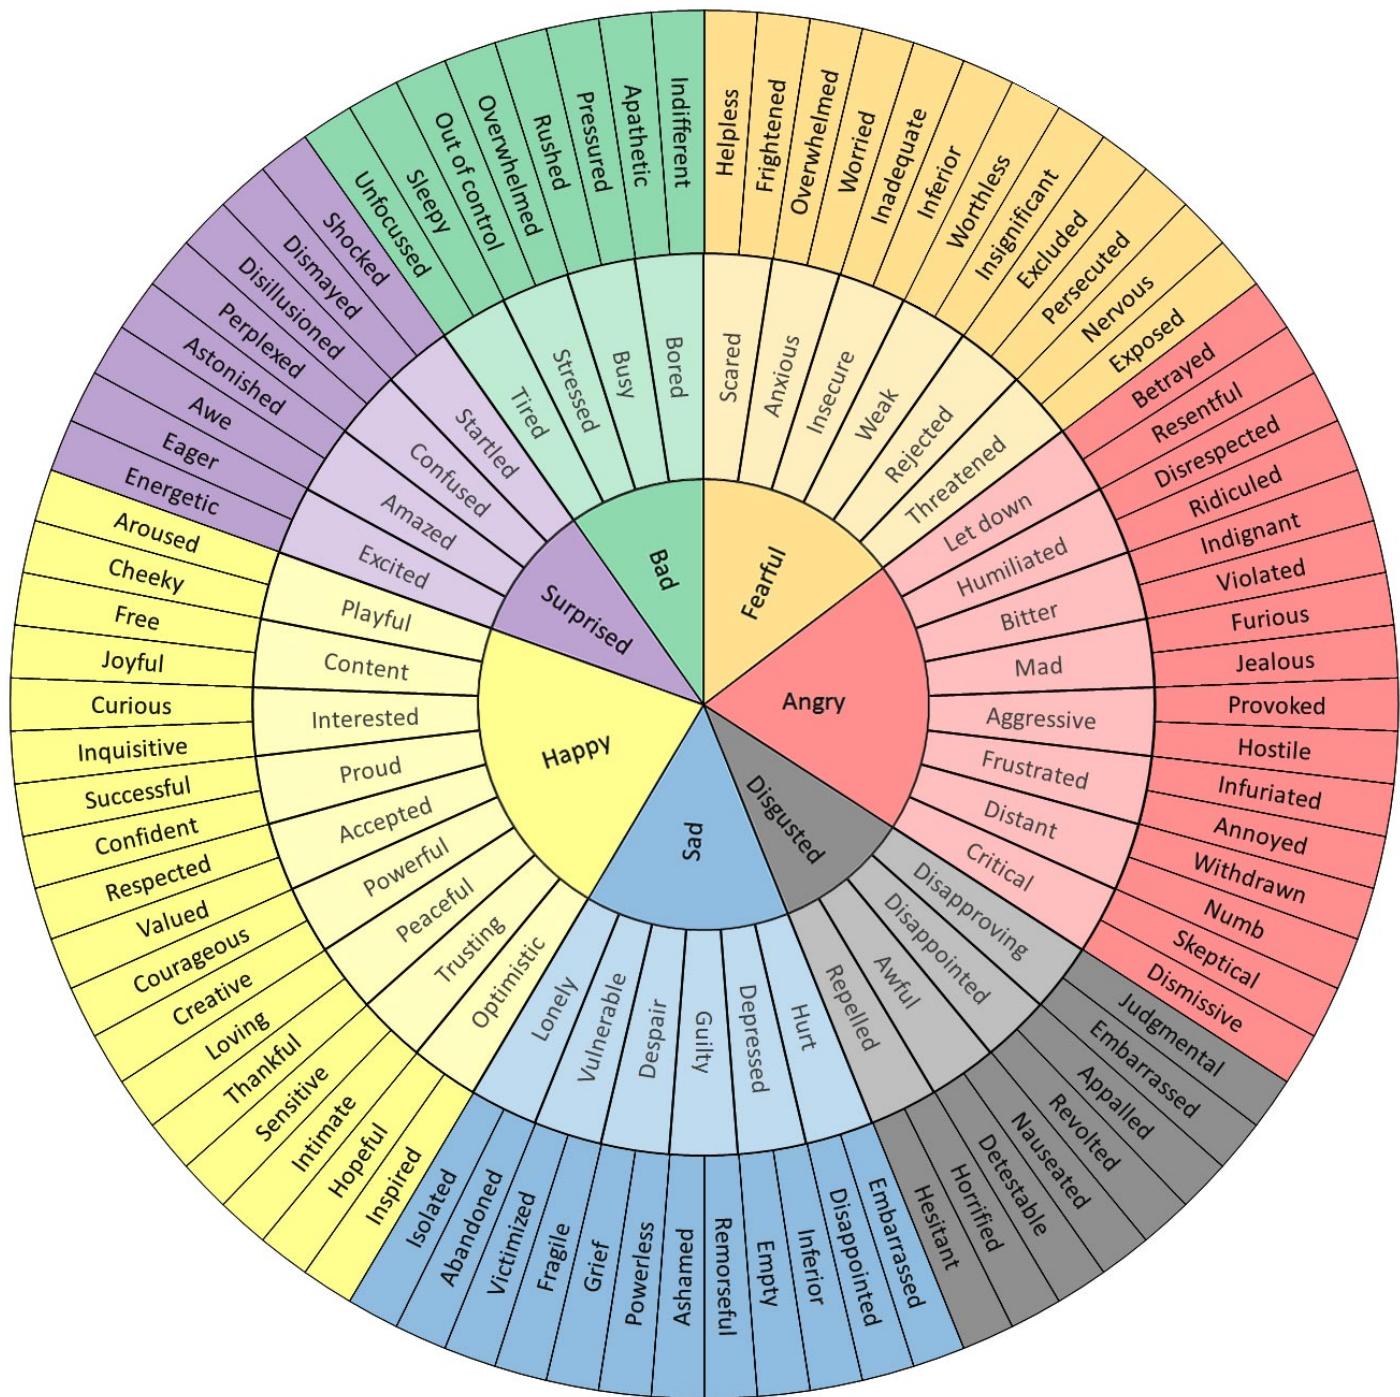 Fearful
Angry
Disgusted
Sad
Happy
Surprised
Bad
Scared
Anxious
Insecure
Weak
Rejected
Threatened
Let down
Humiliated
Bitter
Mad
Aggressive
Frustrated
Distant
Critical
Disapproving
Disappointed
Awful
Repelled
Hurt
Depressed
Guilty
Despair
Vulnerable
Lonely
Optimistic
Trusting
Peaceful
Powerful
Accepted
Proud
Interested
Content
Playful
Excited
Amazed
Confused
Startled
Tired
Stressed
Busy
Bored
Helpless
Frightened
Overwhelmed
Worried
Inadequate
Inferior
Worthless
Insignificant
Excluded
Persecuted
Nervous
Exposed
Betrayed
Resentful
Disrespected
Ridiculed
Indignant
Violated
Furious
Jealous
Provoked
Hostile
Infuriated
Annoyed
Withdrawn
Numb
Skeptical
Dismissive
Judgmental
Embarrassed
Appalled
Revolted
Nauseated
Detestable
Horrified
Hesitant
Embarrassed
Disappointed
Inferior
Empty
Remorseful
Ashamed
Powerless
Grief
Fragile
Victimized
Abandoned
Isolated
Inspired
Hopeful
Intimate
Sensitive
Thankful
Loving
Creative
Courageous
Valued
Respected
Confident
Successful
Inquisitive
Curious
Joyful
Free
Cheeky
Aroused
Energetic
Eager
Awe
Astonished
Perplexed
Disillusioned
Dismayed
Shocked
Unfocussed
Sleepy
Out of control
Overwhelmed
Rushed
Pressured
Apathetic
Indifferent